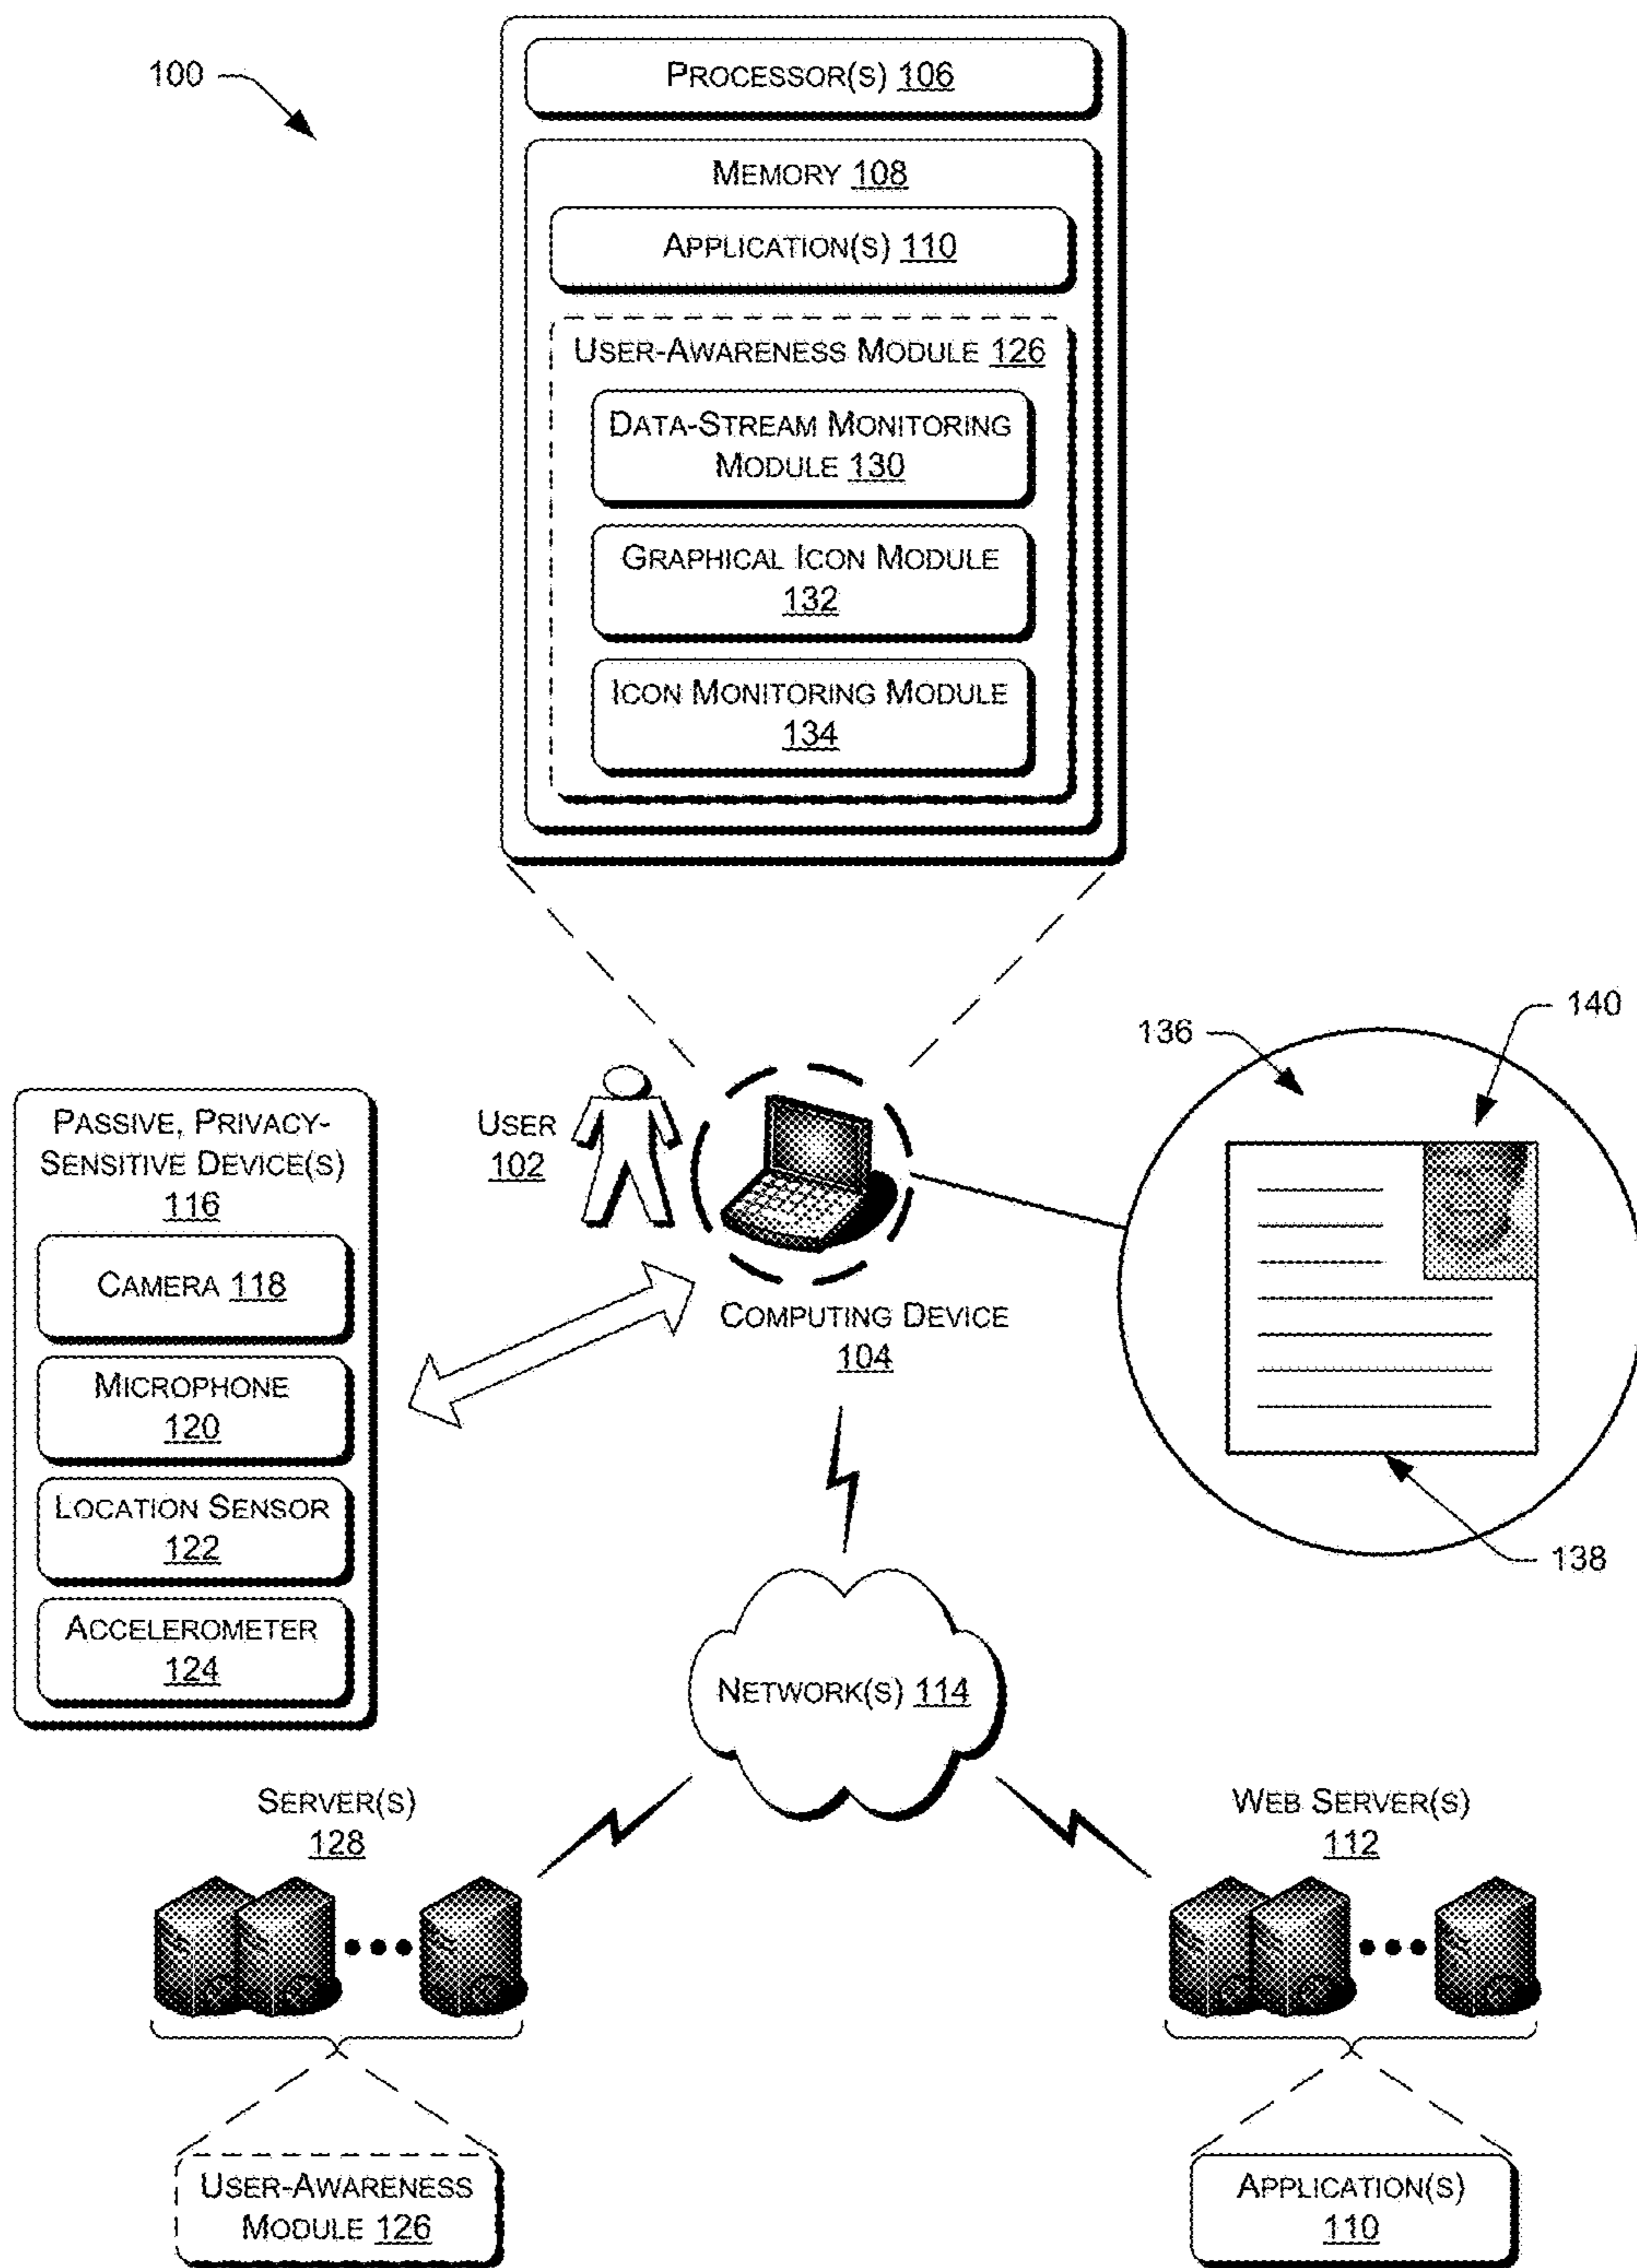 100
PROCESSOR(S) 106
MEMORY 108
APPLICATION(S) 110
USER-AWARENESS MODULE 126
DATA-STREAM MONITORING
MODULE 130
GRAPHICAL ICON MODULE
132
ICON MONITORING MODULE
134
PASSIVE, PRIVACY-
SENSITIVE DEVICE(S)
116
CAMERA 118
MICROPHONE
120
LOCATION SENSOR
122
ACCELEROMETER
124
USER
102
COMPUTING DEVICE
104
136
140
138
NETWORK(S) 114
SERVER(S)
128
WEB SERVER(S)
112
USER-AWARENESS
MODULE 126
APPLICATION(S)
110